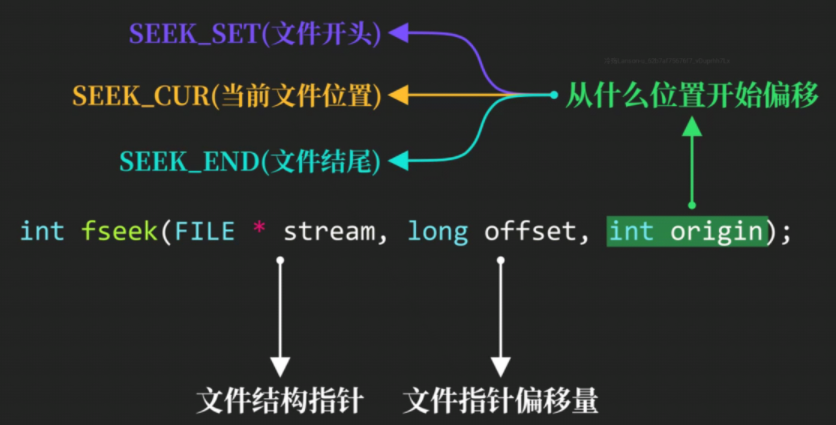 SEEK_SET(文件开头)
SEEK_CUR(当前文件位置)
从什么位置开始偏移
SEEK_END(文件结尾)
int fseek(FILE * stream, long offset, int origin);
文件结构指针
文件指针偏移量